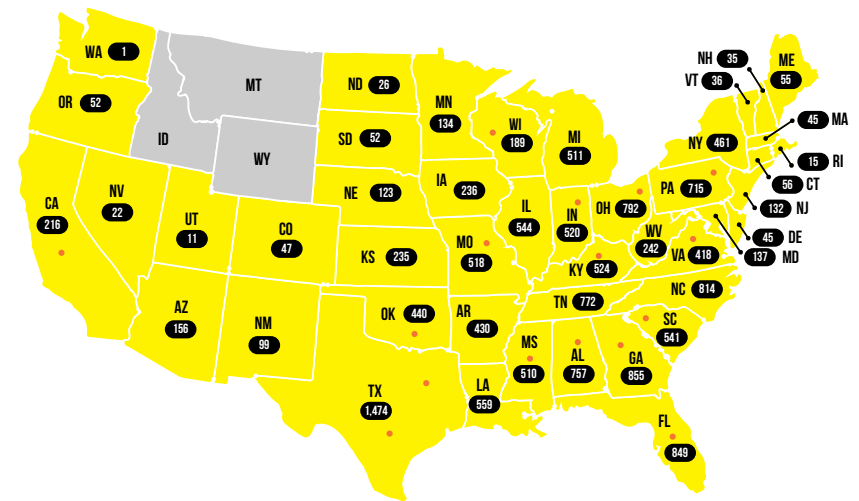 WA 1
MT
ND 26
MN
134
NH 35
ME
55
VT 36
OR 52
ID
SD 52
WI
189
MI
511
NY 461
45 MA
WY
15 RI
CA
216
NV
22
NE 123
IA
236
PA 715
56 CT
UT
11
CO
47
IL
544
IN
520
OH 792
132 NJ
WV
242
VA 418
45 DE
137 MD
KS 235
MO
518
KY 524
AZ
156
NM
99
OK 440
AR
430
TN 772
NC 814
SC
541
MS
510
AL
757
GA
855
TX
1,474
LA
559
FL
849